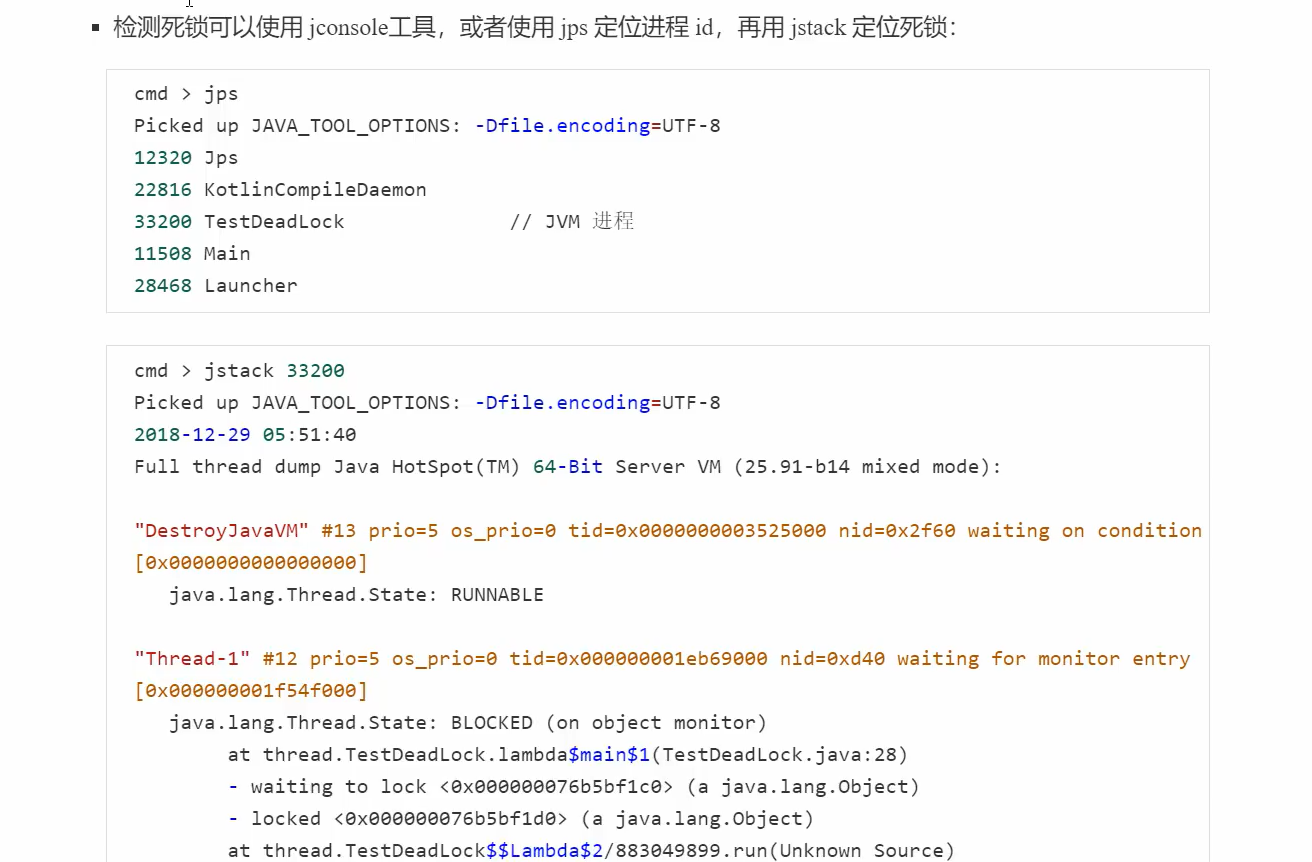 检测死锁可以使用 jconsole工具，或者使用 jps 定位进程 id，再用 jstack 定位死锁：
cmd > jps
Picked up JAVA_TOOL_OPTIONS: -Dfile.encoding=UTF-8
12320 Jps
22816 KotlinCompileDaemon
33200 TestDeadLock // JVM 进程
11508 Main
28468 Launcher
cmd > jstack 33200
Picked up JAVA_TOOL_OPTIONS: -Dfile.encoding=UTF-8
2018-12-29 05:51:40
Full thread dump Java HotSpot(TM) 64-Bit Server VM (25.91-b14 mixed mode):
"DestroyJavaVM" #13 prio=5 os_prio=0 tid=0x0000000003525000 nid=0x2f60 waiting on condition
[0x0000000000000000]
java.lang.Thread.State: RUNNABLE
"Thread-1" #12 prio=5 os_prio=0 tid=0x000000001eb69000 nid=0xd40 waiting for monitor entry
[0x000000001f54f000]
java.lang.Thread.State: BLOCKED (on object monitor)
at thread.TestDeadLock.lambda$main$1(TestDeadLock.java:28)
- waiting to lock <0x000000076b5bf1c0> (a java.lang.Object)
- locked <0x000000076b5bf1d0> (a java.lang.Object)
at thread.TestDeadLock$$Lambda$2/883049899.run(Unknown Source)